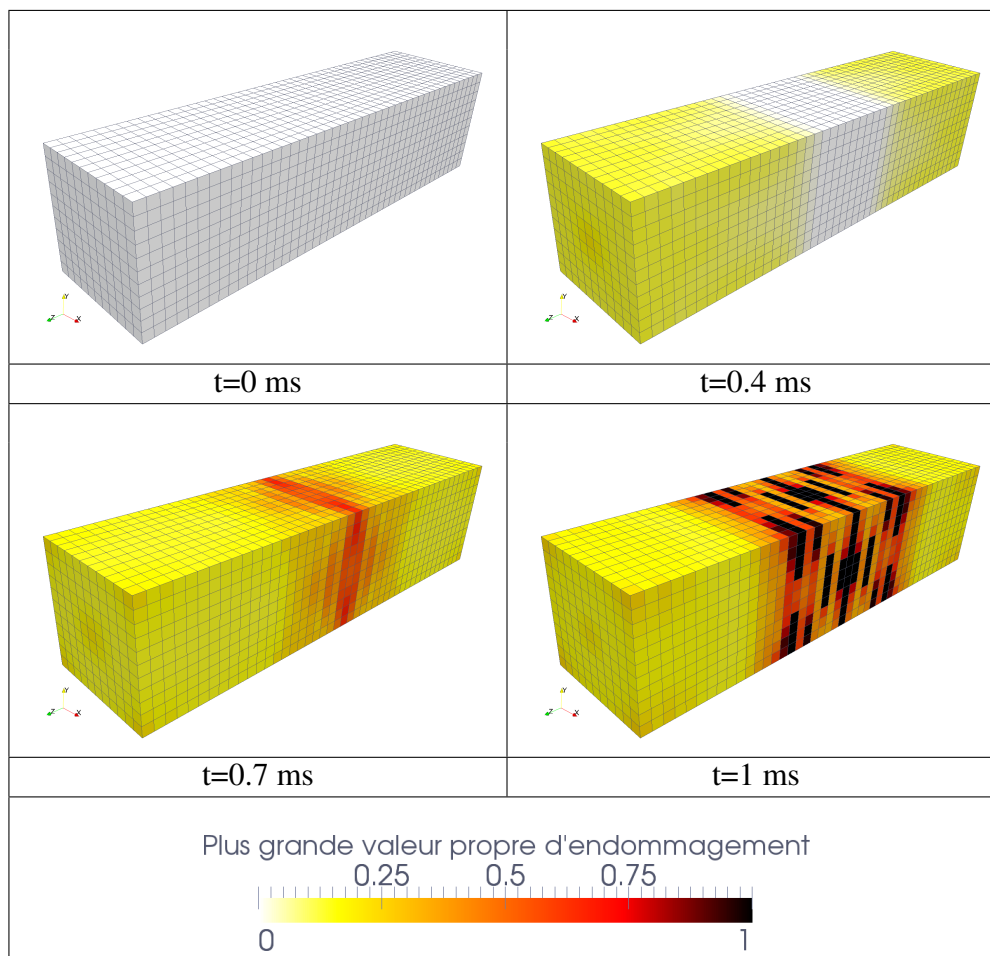 Y
Z X
Y
Z X
t=0 ms
t=0.4 ms
Y
Z X
Y
Z X
t=0.7 ms
t=1 ms
Plus grande valeur propre d'endommagement
0.25 0.5 0.75
0 1